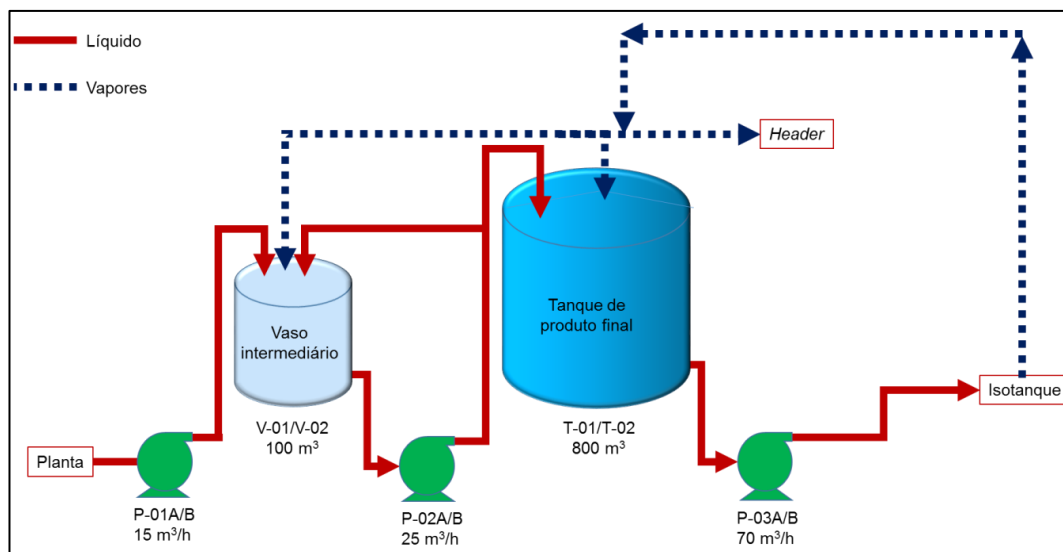 Líquido
Vapores
Header
Tanque de
produto final
Vaso
intermediário
Isotanque
V-01/V-02
100 m³
T-01/T-02
800 m³
Planta
P-01A/B
15 m³/h
P-02A/B
25 m³/h
P-03A/B
70 m³/h